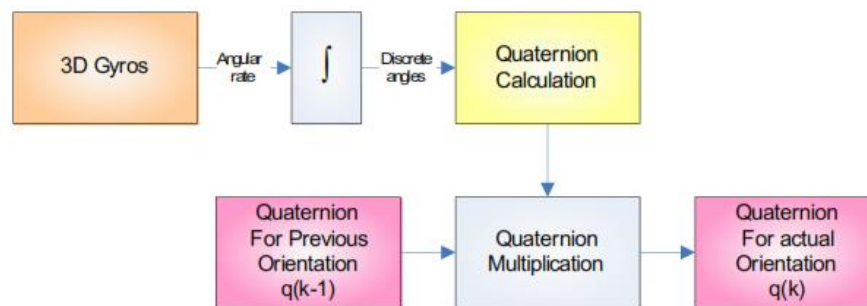 3D Gyros
Angular
rate
∫
Discrete
angles
Quaternion
Calculation
Quaternion
For Previous
Orientation
q(k-1)
Quaternion
Multiplication
Quaternion
For actual
Orientation
q(k)